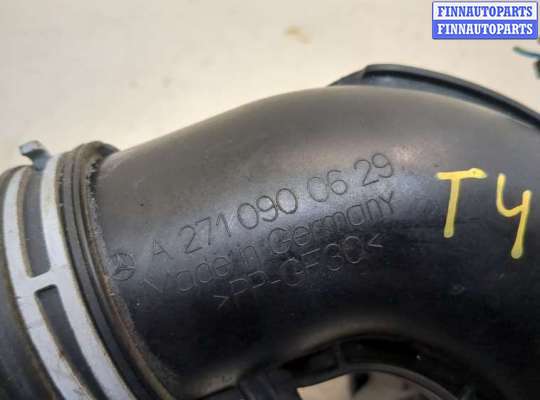 FINNAUTOPARTS
FINNAUTOPARTS
A 271 090 06 29
Made in Germany
>PP-GF30<
T4